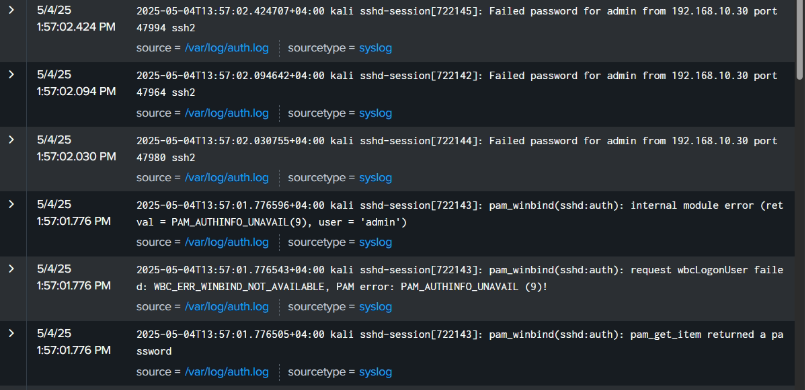 5/4/25
1:57:02.424 PM
2025-05-04T13:57:02.424707+04:00 kali sshd-session[722145]: Failed password for admin from 192.168.10.30 port
47994 ssh2
source = /var/log/auth.log sourcetype = syslog
5/4/25
1:57:02.094 PM
2025-05-04T13:57:02.094642+04:00 kali sshd-session[722142]: Failed password for admin from 192.168.10.30 port
47964 ssh2
source = /var/log/auth.log sourcetype = syslog
5/4/25
1:57:02.030 PM
2025-05-04T13:57:02.030755+04:00 kali sshd-session[722144]: Failed password for admin from 192.168.10.30 port
47980 ssh2
source = /var/log/auth.log sourcetype = syslog
5/4/25
1:57:01.776 PM
2025-05-04T13:57:01.776596+04:00 kali sshd-session[722143]: pam_winbind(sshd:auth): internal module error (ret
val = PAM_AUTHINFO_UNAVAIL(9), user = 'admin')
source = /var/log/auth.log sourcetype = syslog
5/4/25
1:57:01.776 PM
2025-05-04T13:57:01.776543+04:00 kali sshd-session[722143]: pam_winbind(sshd:auth): request wbcLogonUser faile
d: WBC_ERR_WINBIND_NOT_AVAILABLE, PAM error: PAM_AUTHINFO_UNAVAIL (9)!
source = /var/log/auth.log sourcetype = syslog
5/4/25
1:57:01.776 PM
2025-05-04T13:57:01.776505+04:00 kali sshd-session[722143]: pam_winbind(sshd:auth): pam_get_item returned a pa
ssword
source = /var/log/auth.log sourcetype = syslog